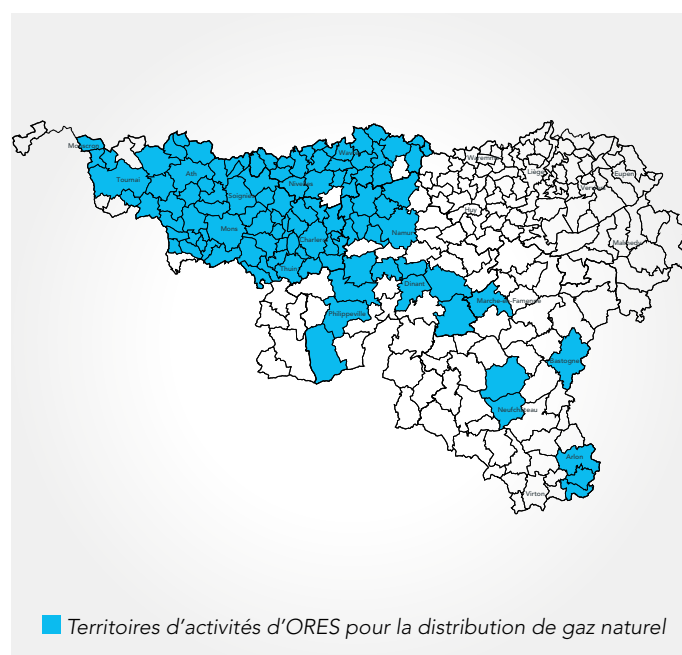 Mouscron
Tournai
Ath
Soignies
Nivelles
Wavre
Waremme
Liège
Verviers
Eupen
Huy
Mons
Charleroi
Namur
Malmedy
Thuin
Dinant
Marche-en-Famenne
Philippeville
Bastogne
Neufchâteau
Arlon
Virton
Territoires d’activités d’ORES pour la distribution de gaz naturel